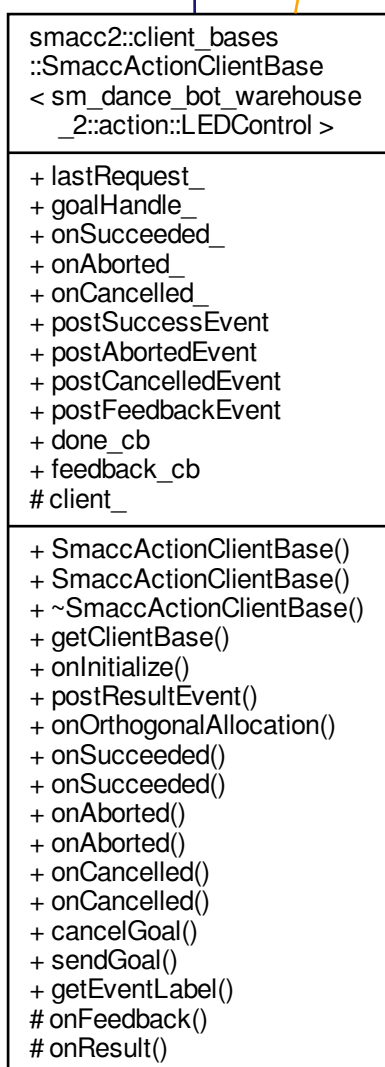 smacc2::client_bases
::SmaccActionClientBase
< sm_dance_bot_warehouse
_2::action::LEDControl >
+ lastRequest_
+ goalHandle_
+ onSucceeded_
+ onAborted_
+ onCancelled_
+ postSuccessEvent
+ postAbortedEvent
+ postCancelledEvent
+ postFeedbackEvent
+ done_cb
+ feedback_cb
# client_
+ SmaccActionClientBase()
+ SmaccActionClientBase()
+ ~SmaccActionClientBase()
+ getClientBase()
+ onInitialize()
+ postResultEvent()
+ onOrthogonalAllocation()
+ onSucceeded()
+ onSucceeded()
+ onAborted()
+ onAborted()
+ onCancelled()
+ onCancelled()
+ cancelGoal()
+ sendGoal()
+ getEventLabel()
# onFeedback()
# onResult()